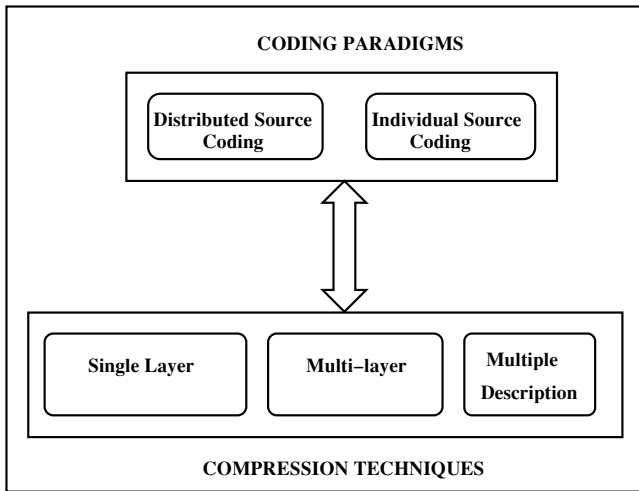 CODING PARADIGMS
Distributed Source
Coding
Individual Source
Coding
Single Layer
Multi−layer
Multiple
Description
COMPRESSION TECHNIQUES